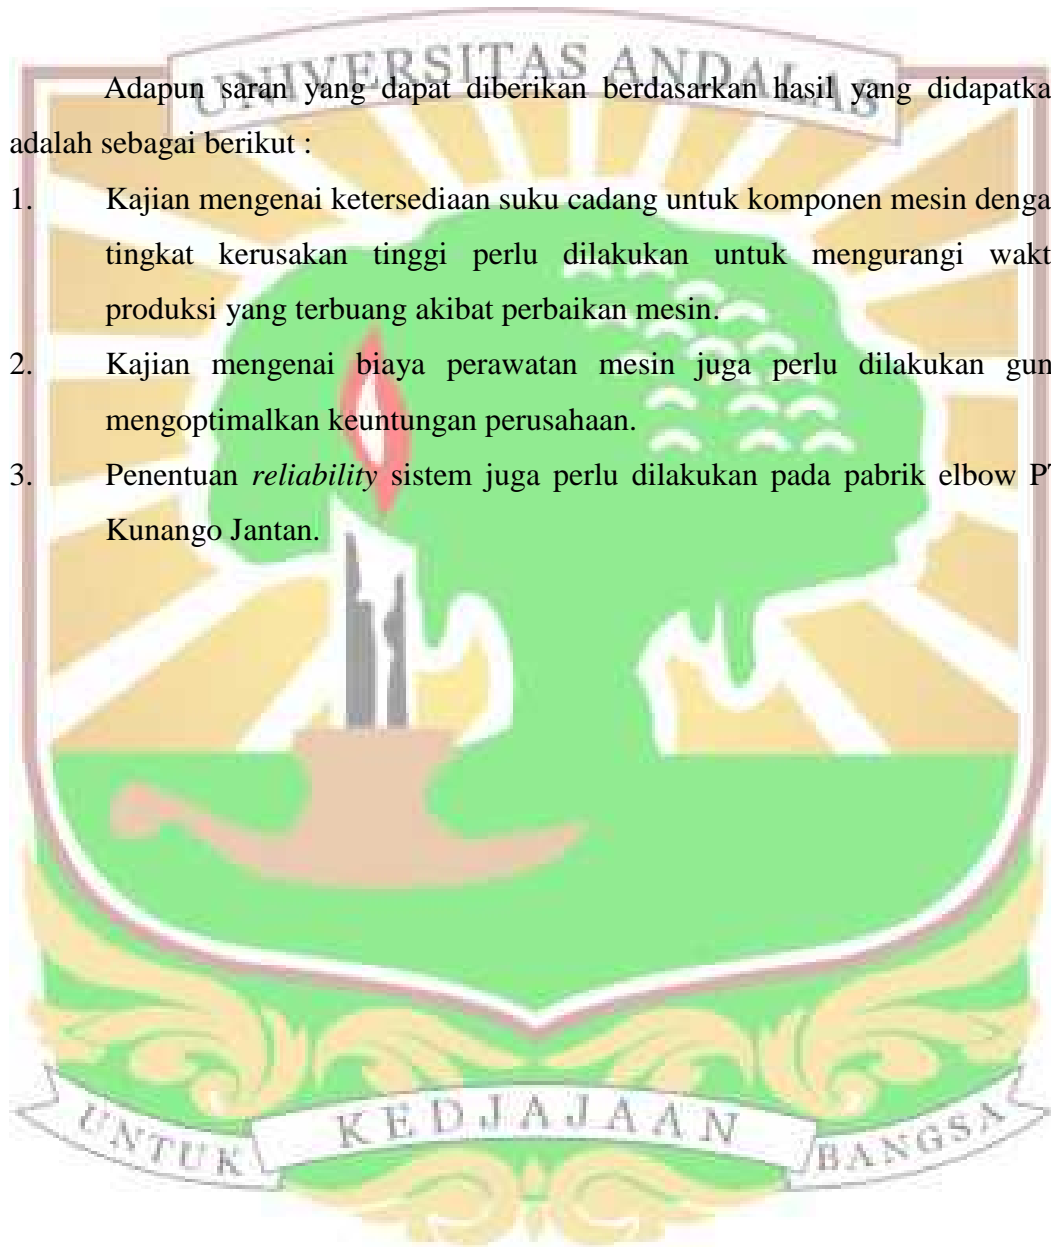 UNIVERSITAS ANDALAS
Adapun saran yang dapat diberikan berdasarkan hasil yang didapatka
adalah sebagai berikut :
1. Kajian mengenai ketersediaan suku cadang untuk komponen mesin denga
tingkat kerusakan tinggi perlu dilakukan untuk mengurangi wakt
produksi yang terbuang akibat perbaikan mesin.
2. Kajian mengenai biaya perawatan mesin juga perlu dilakukan gun
mengoptimalkan keuntungan perusahaan.
3. Penentuan reliability sistem juga perlu dilakukan pada pabrik elbow PT
Kunango Jantan.
UNTUK KEDJAJAAN BANGSA